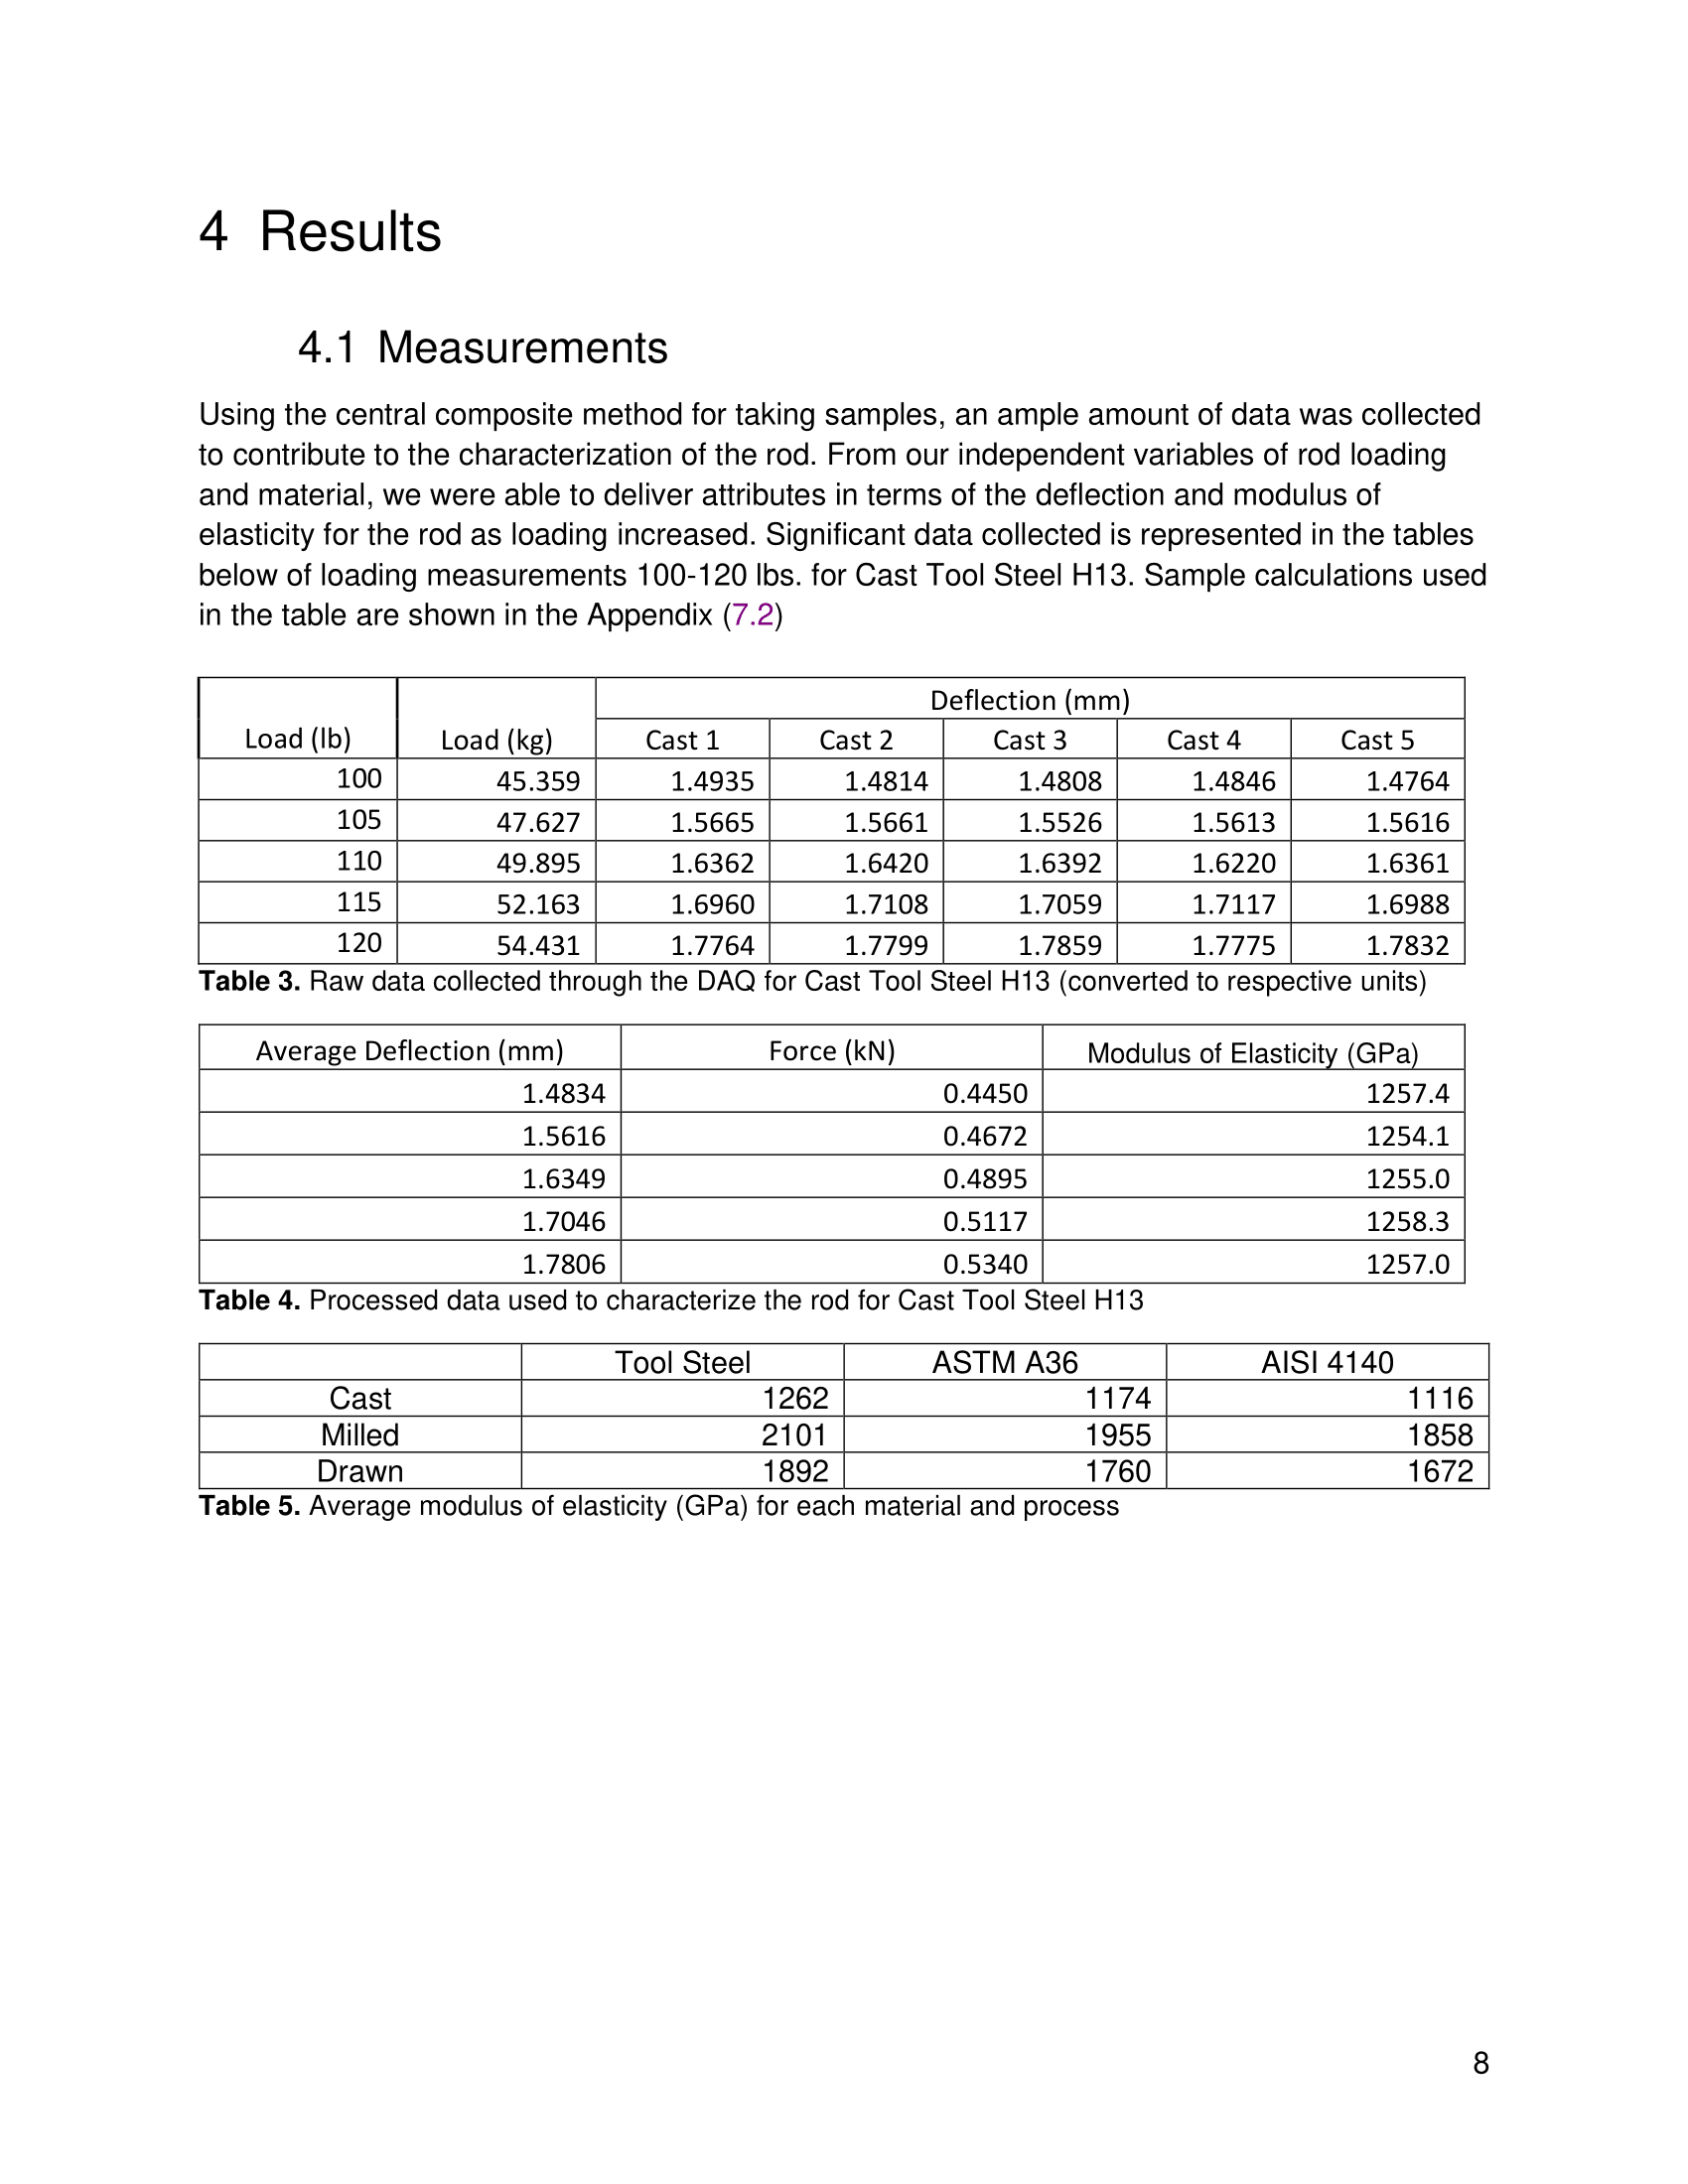 4 Results
4.1 Measurements
Using the central composite method for taking samples, an ample amount of data was collected
to contribute to the characterization of the rod. From our independent variables of rod loading
and material, we were able to deliver attributes in terms of the deflection and modulus of
elasticity for the rod as loading increased. Significant data collected is represented in the tables
below of loading measurements 100-120 lbs. for Cast Tool Steel H13. Sample calculations used
in the table are shown in the Appendix (7.2)
Deflection (mm)
Load (lb) Load (kg) Cast 1 Cast 2 Cast 3 Cast 4 Cast 5
100 45.359 1.4935 1.4814 1.4808 1.4846 1.4764
105 47.627 1.5665 1.5661 1.5526 1.5613 1.5616
110 49.895 1.6362 1.6420 1.6392 1.6220 1.6361
115 52.163 1.6960 1.7108 1.7059 1.7117 1.6988
120 54.431 1.7764 1.7799 1.7859 1.7775 1.7832
Table 3. Raw data collected through the DAQ for Cast Tool Steel H13 (converted to respective units)
Average Deflection (mm) Force (kN) Modulus of Elasticity (GPa)
1.4834 0.4450 1257.4
1.5616 0.4672 1254.1
1.6349 0.4895 1255.0
1.7046 0.5117 1258.3
1.7806 0.5340 1257.0
Table 4. Processed data used to characterize the rod for Cast Tool Steel H13
Tool Steel ASTM A36 AISI 4140
Cast 1262 1174 1116
Milled 2101 1955 1858
Drawn 1892 1760 1672
Table 5. Average modulus of elasticity (GPa) for each material and process
8